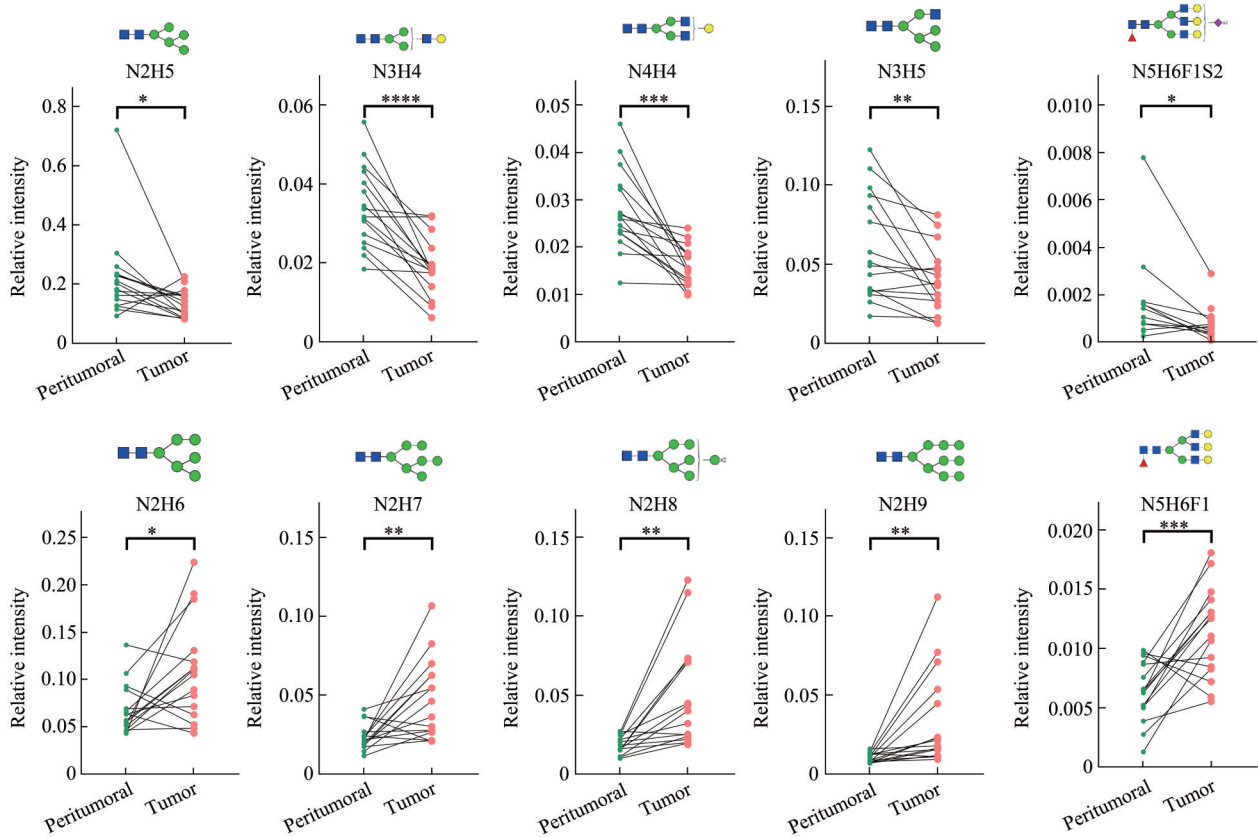 N2H5
N3H4
N4H4
N3H5
N5H6F1S2
*
****
***
**
*
Relative intensity
0.8
0.6
0.4
0.2
0
Peritumoral
Tumor
Relative intensity
0.06
0.04
0.02
0
Peritumoral
Tumor
Relative intensity
0.05
0.04
0.03
0.02
0.01
0
Peritumoral
Tumor
Relative intensity
0.15
0.10
0.05
0
Peritumoral
Tumor
Relative intensity
0.010
0.008
0.006
0.004
0.002
0
Peritumoral
Tumor
N2H6
N2H7
N2H8
N2H9
N5H6F1
*
**
**
**
***
Relative intensity
0.25
0.20
0.15
0.10
0.05
0
Peritumoral
Tumor
Relative intensity
0.15
0.10
0.05
0
Peritumoral
Tumor
Relative intensity
0.15
0.10
0.05
0
Peritumoral
Tumor
Relative intensity
0.15
0.10
0.05
0
Peritumoral
Tumor
Relative intensity
0.020
0.015
0.010
0.005
0
Peritumoral
Tumor